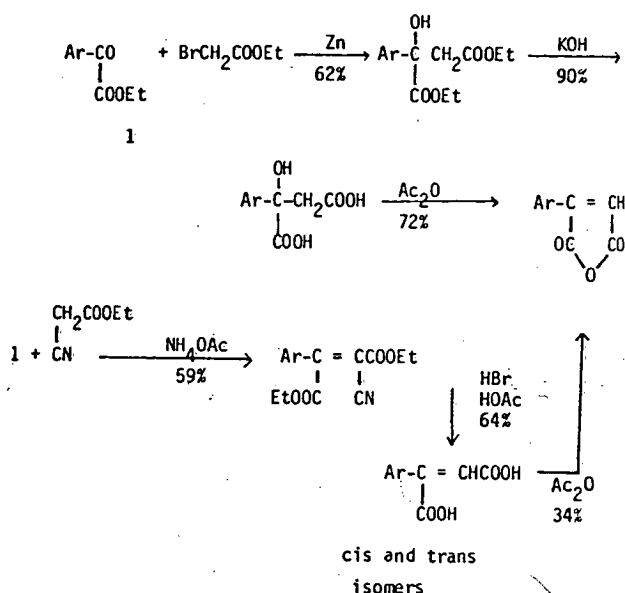 OH
Ar-CO + BrCH2COOEt Zn 62% Ar-C CH2COOEt KOH 90%
COOEt COOEt
1
OH
Ar-C-CH2COOH Ac2O 72% Ar-C = CH
COOH OC CO
O
CH2COOEt
1 + CN NH4OAc 59% Ar-C = CCOOEt
EtOOC CN
HBr
HOAc
64%
Ar-C = CHCOOH Ac2O 34%
COOH
cis and trans
isomers